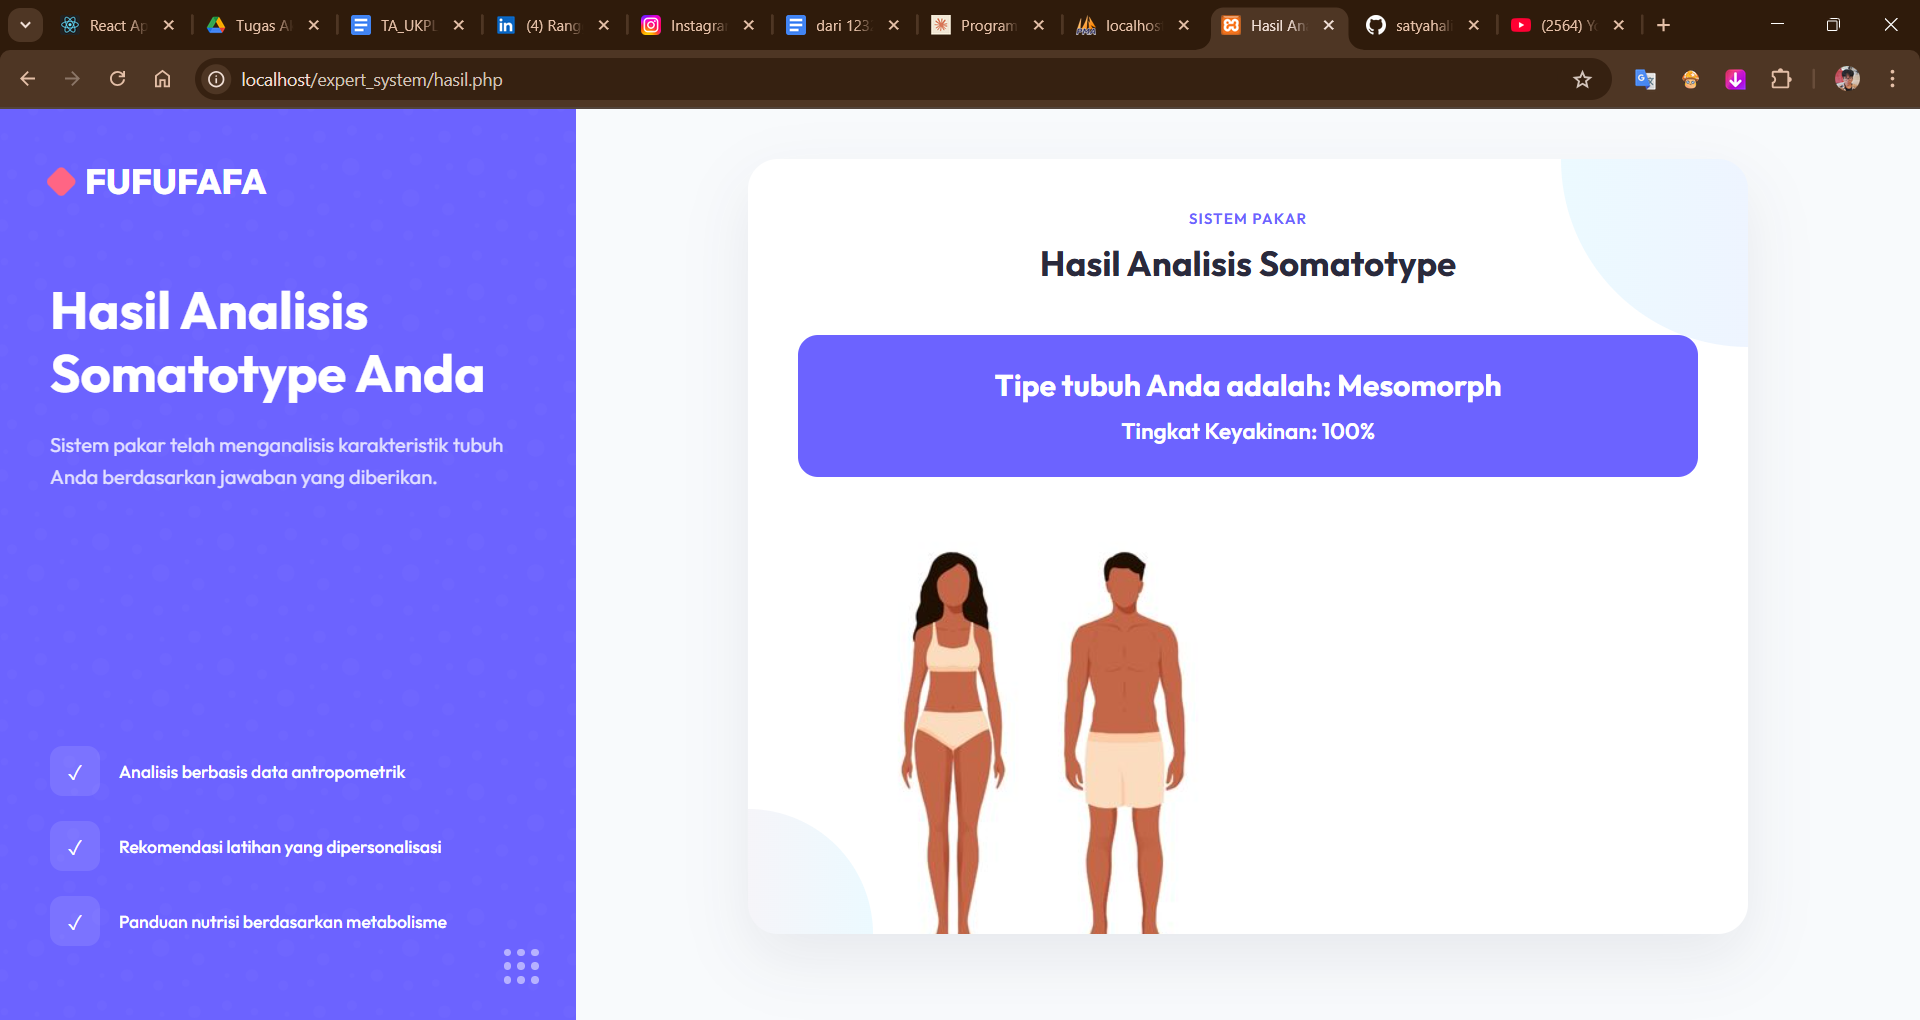 React Ap
Tugas Al
TA_UKPL
(4) Rang
Instagra
dari 123.
Program
localhos
Hasil An
satyahali
(2564) Y
localhost/expert_system/hasil.php
FUFUFAFA
Hasil Analisis
Somatotype Anda
Sistem pakar telah menganalisis karakteristik tubuh
Anda berdasarkan jawaban yang diberikan.
✓ Analisis berbasis data antropometrik
✓ Rekomendasi latihan yang dipersonalisasi
✓ Panduan nutrisi berdasarkan metabolisme
SISTEM PAKAR
Hasil Analisis Somatotype
Tipe tubuh Anda adalah: Mesomorph
Tingkat Keyakinan: 100%